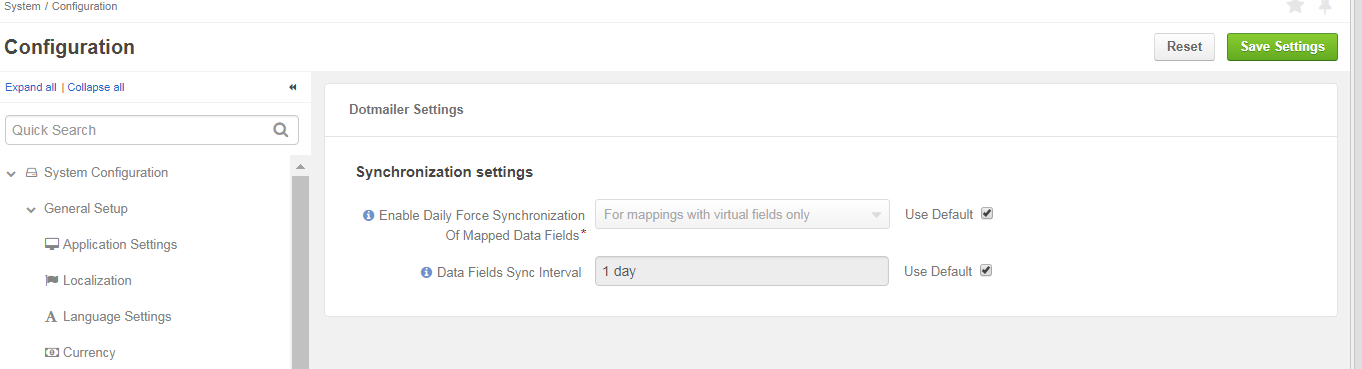 System / Configuration
Configuration
Reset
Save Settings
Expand all | Collapse all
Quick Search
System Configuration
General Setup
Application Settings
Localization
Language Settings
Currency
Dotmailer Settings
Synchronization settings
Enable Daily Force Synchronization
Of Mapped Data Fields*
For mappings with virtual fields only
Use Default
Data Fields Sync Interval
1 day
Use Default